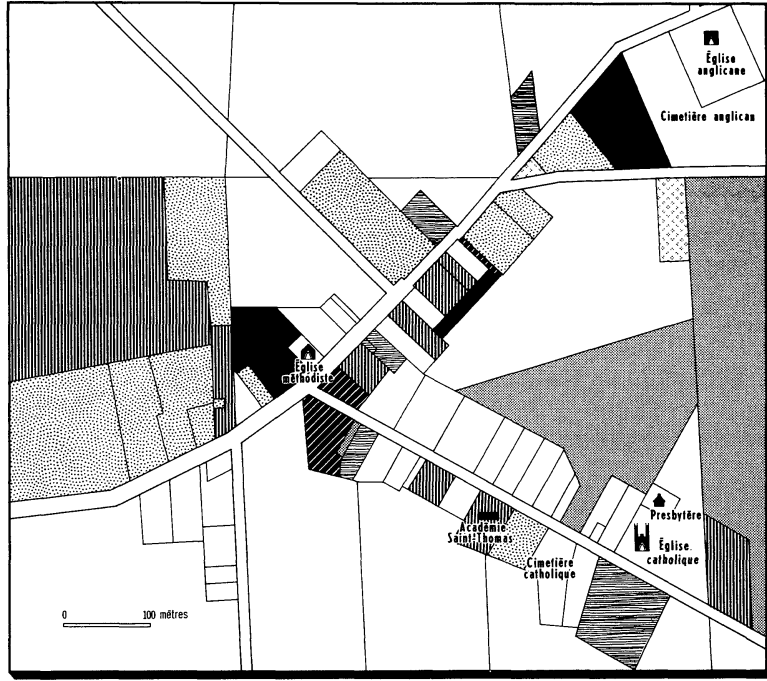 Église
anglicane
Cimetière anglican
Église
méthodiste
Académie
Saint-Thomas
Cimetière
catholique
Presbytère
Église
catholique
0 100 mètres